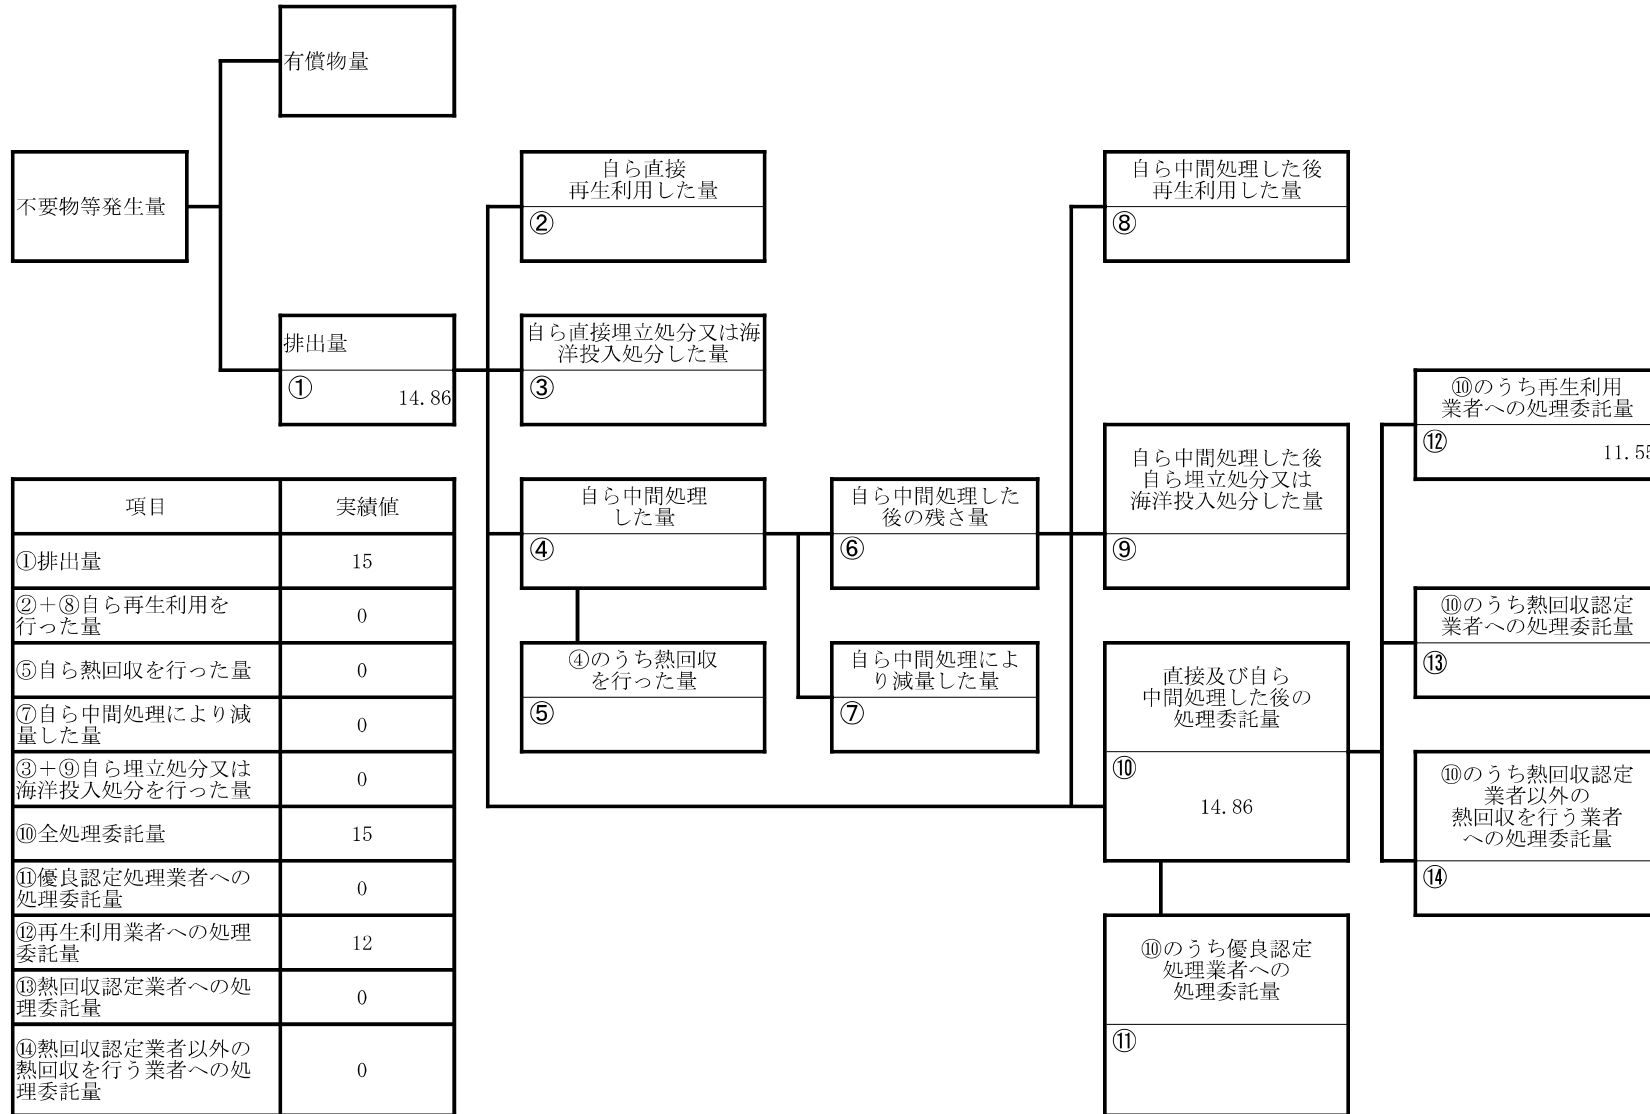 有償物量
不要物等発生量
自ら直接
再生利用した量
②
自ら中間処理した後
再生利用した量
⑧
排出量
①
14.86
自ら直接埋立処分又は海
洋投入処分した量
③
⑩のうち再生利用
業者への処理委託量
⑫
11.55
自ら中間処理した後
自ら埋立処分又は
海洋投入処分した量
⑨
自ら中間処理
した量
④
自ら中間処理した
後の残さ量
⑥
④のうち熱回収
を行った量
⑤
自ら中間処理によ
り減量した量
⑦
直接及び自ら
中間処理した後の
処理委託量
⑩
14.86
⑩のうち熱回収認定
業者への処理委託量
⑬
⑩のうち熱回収認定
業者以外の
熱回収を行う業者
への処理委託量
⑭
⑩のうち優良認定
処理業者への
処理委託量
⑪
項目
実績値
①排出量
15
②+⑧自ら再生利用を
行った量
0
⑤自ら熱回収を行った量
0
⑦自ら中間処理により減
量した量
0
③+⑨自ら埋立処分又は
海洋投入処分を行った量
0
⑩全処理委託量
15
⑪優良認定処理業者への
処理委託量
0
⑫再生利用業者への処理
委託量
12
⑬熱回収認定業者への処
理委託量
0
⑭熱回収認定業者以外の
熱回収を行う業者への処
理委託量
0